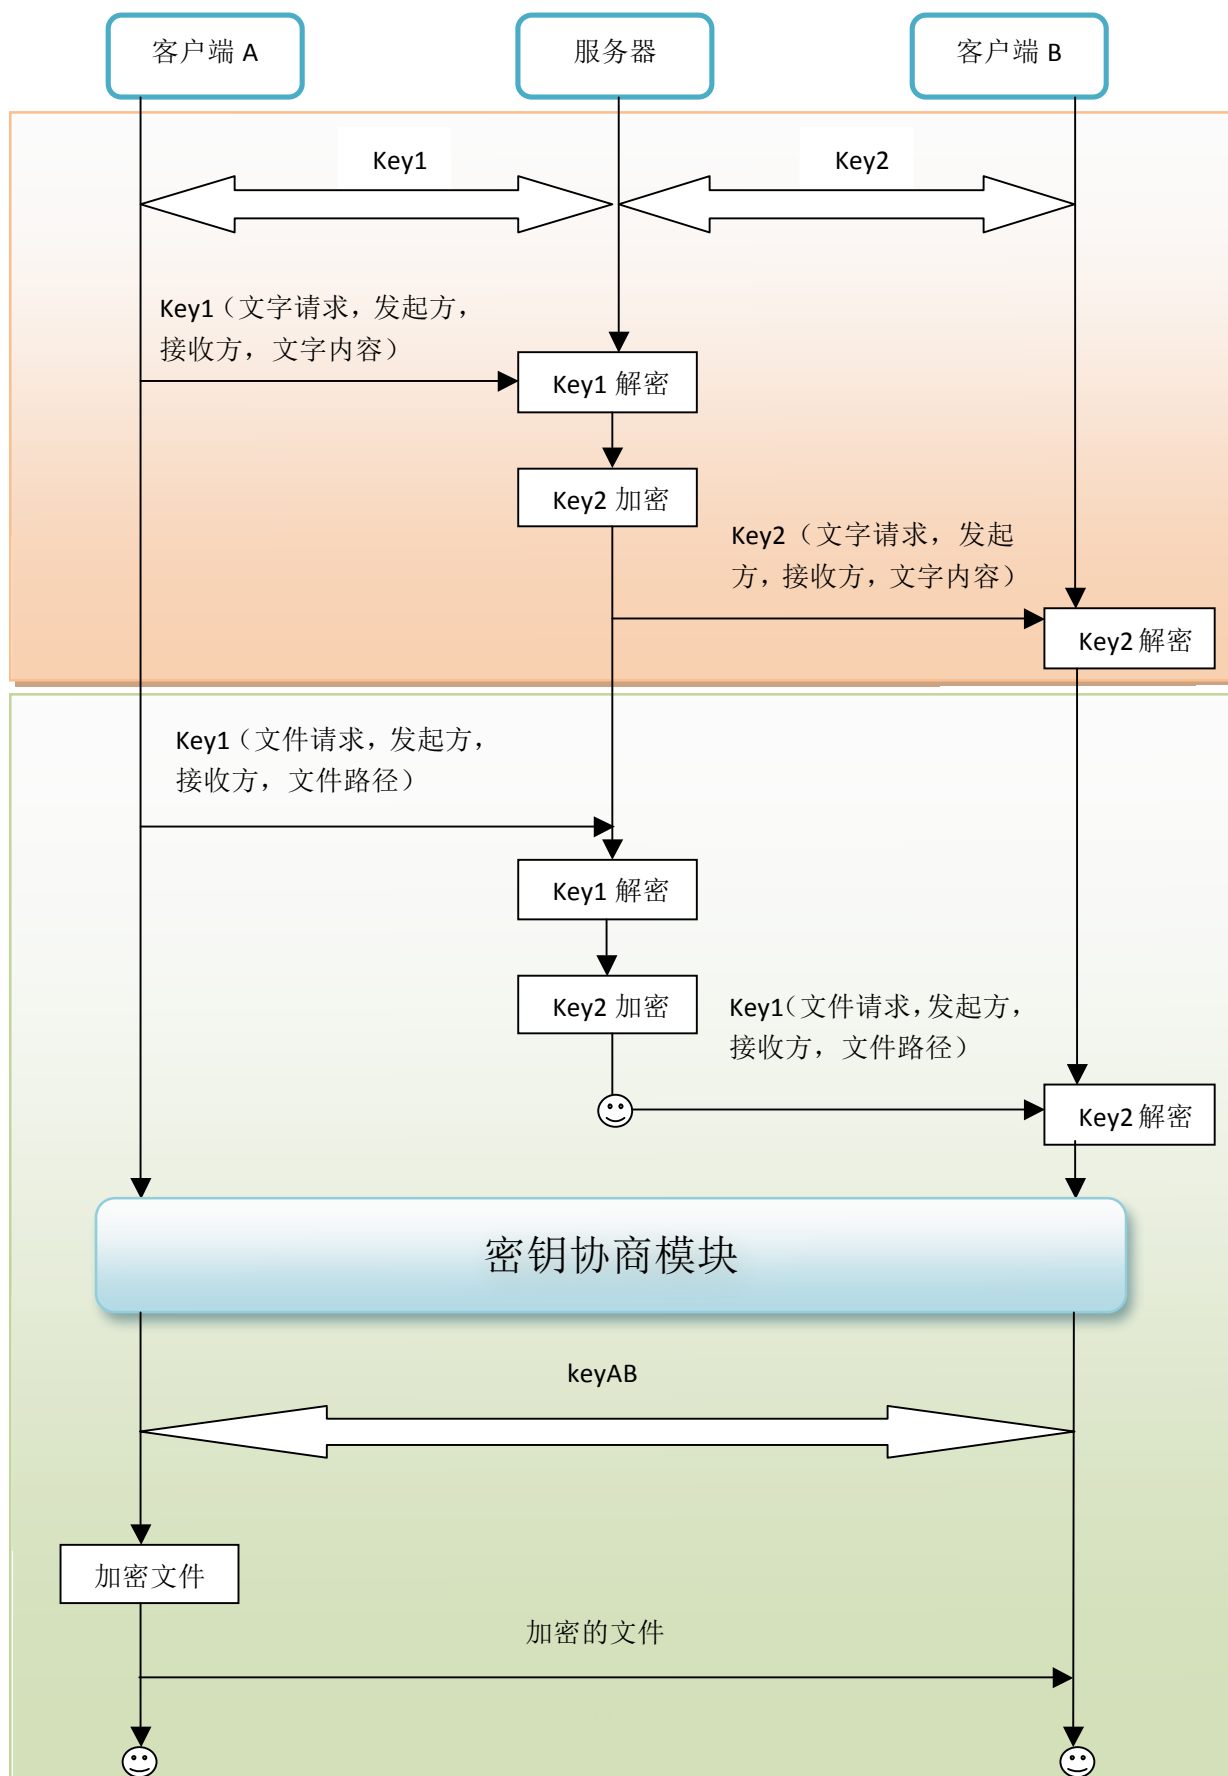 客户端 A
服务器
客户端 B
Key1
Key2
Key1（文字请求，发起方，
接收方，文字内容）
Key1 解密
Key2 加密
Key2（文字请求，发起
方，接收方，文字内容）
Key2 解密
Key1（文件请求，发起方，
接收方，文件路径）
Key1 解密
Key2 加密
Key1（文件请求，发起方，
接收方，文件路径）
Key2 解密
密钥协商模块
keyAB
加密文件
加密的文件